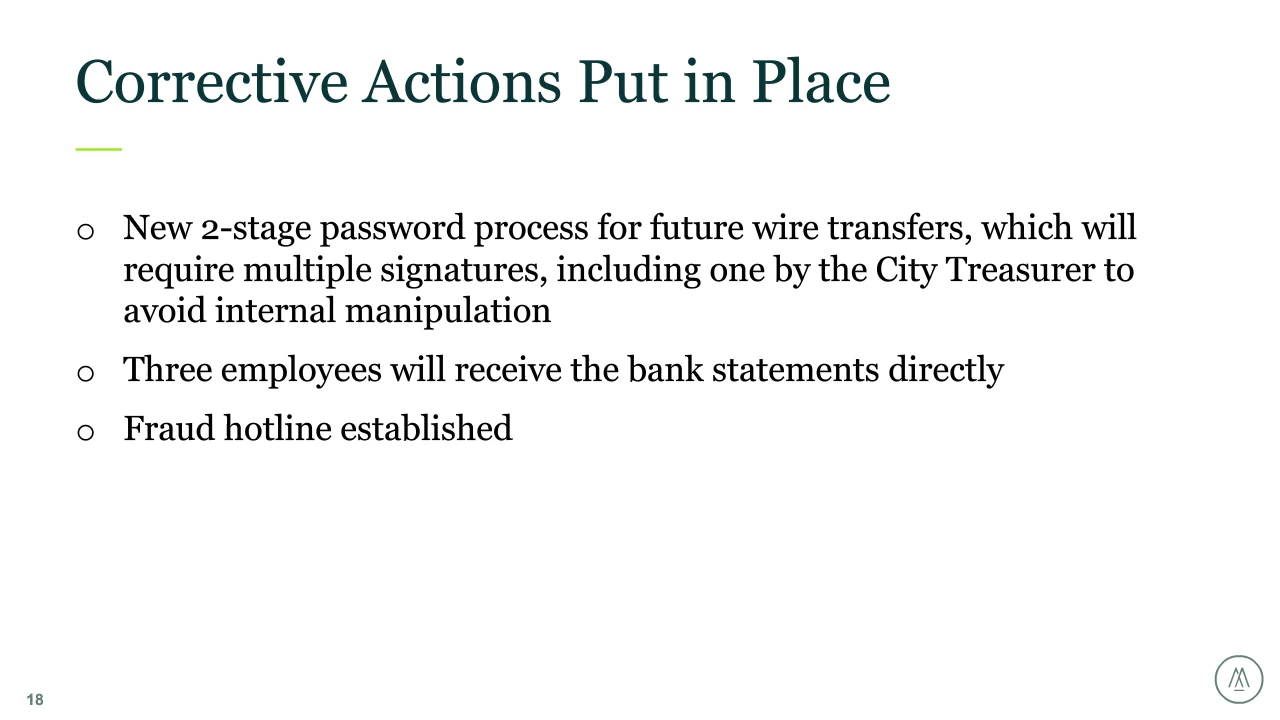 Corrective Actions Put in Place
o New 2-stage password process for future wire transfers, which will
require multiple signatures, including one by the City Treasurer to
avoid internal manipulation
o Three employees will receive the bank statements directly
o Fraud hotline established
18